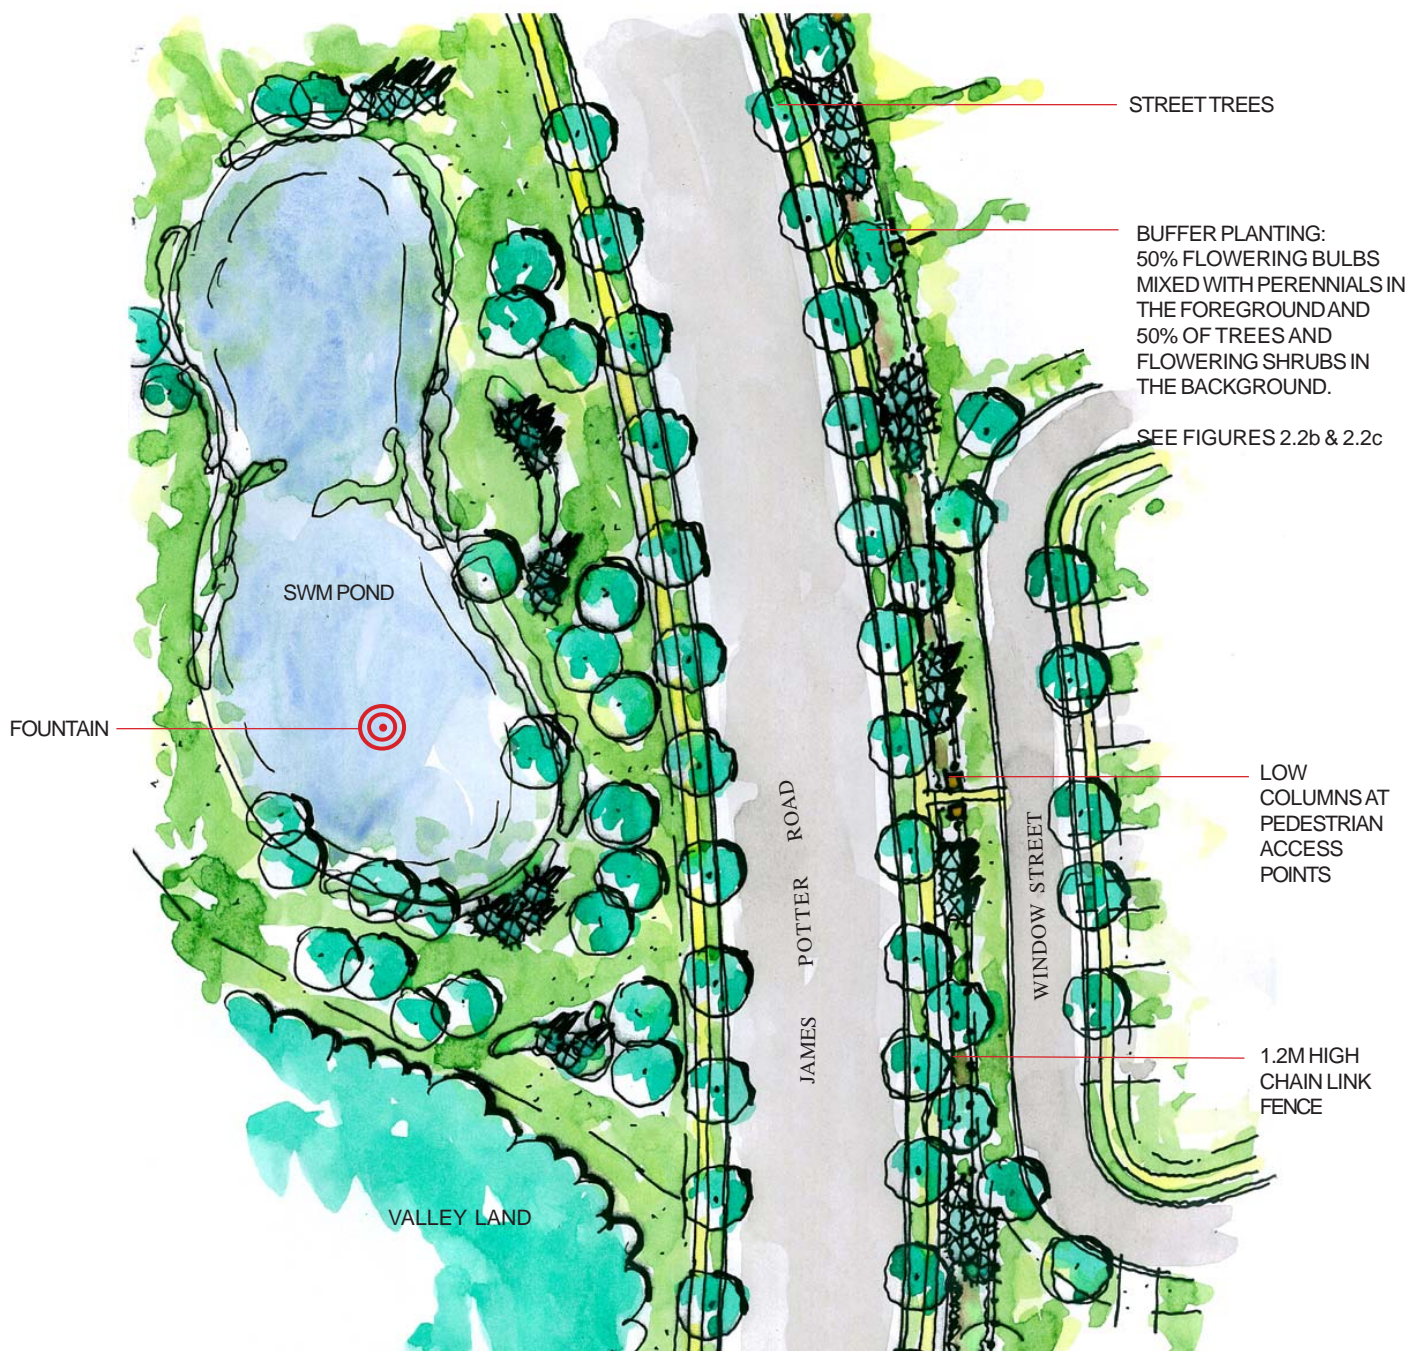 STREET TREES
BUFFER PLANTING:
50% FLOWERING BULBS
MIXED WITH PERENNIALS IN
THE FOREGROUND AND
50% OF TREES AND
FLOWERING SHRUBS IN
THE BACKGROUND.
SEE FIGURES 2.2b & 2.2c
SWM POND
FOUNTAIN
LOW
COLUMNS AT
PEDESTRIAN
ACCESS
POINTS
JAMES POTTER ROAD
WINDOW STREET
1.2M HIGH
CHAIN LINK
FENCE
VALLEY LAND